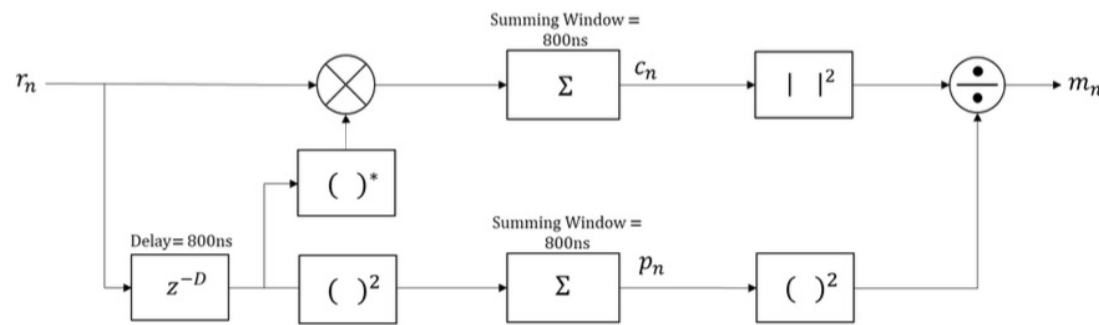 Summing Window =
800ns
r_n
Σ
c_n
| |²
÷
m_n
( )*
Delay= 800ns
z^{-D}
( )²
Summing Window =
800ns
Σ
p_n
( )²